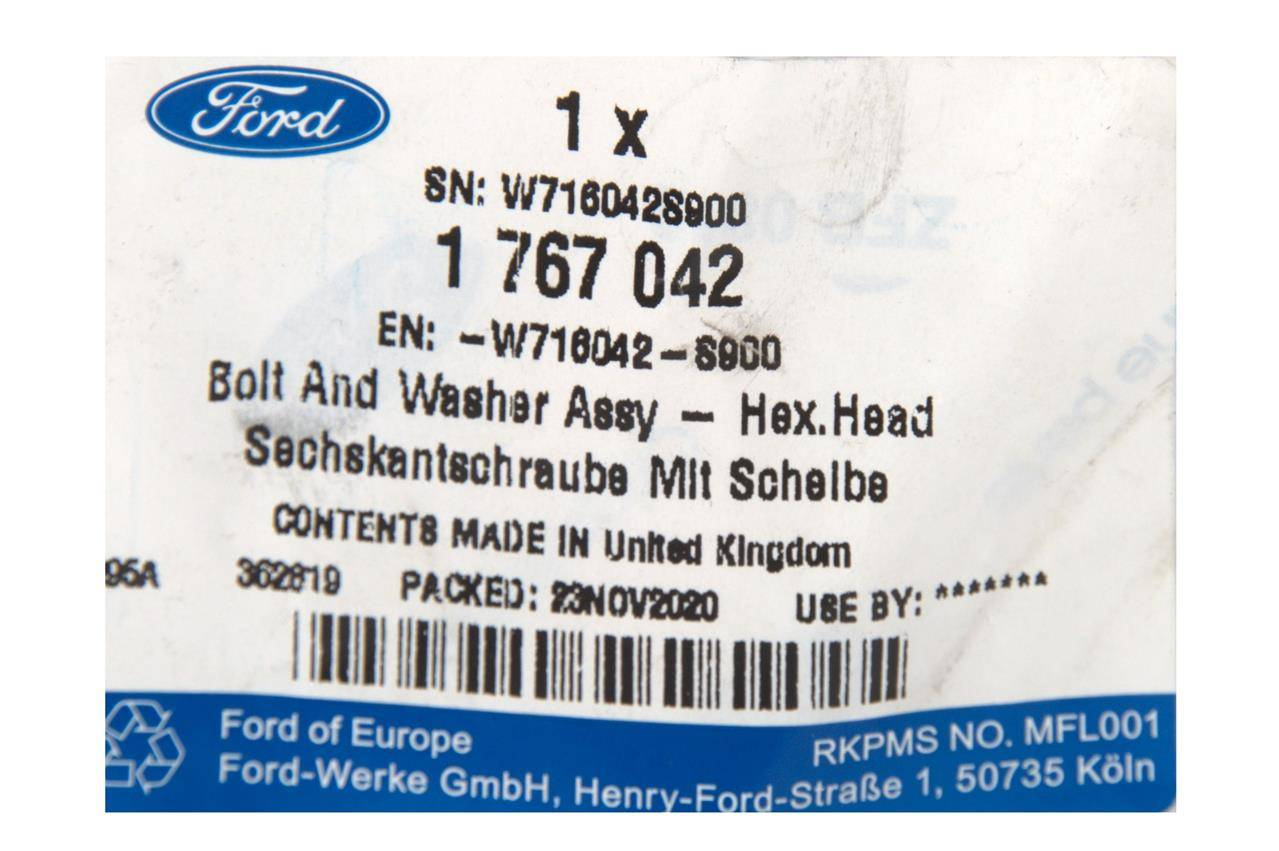 Ford
1 x
SN: W716042S900
1 767 042
EN: -W716042-S900
Bolt And Washer Assy - Hex.Head
Sechskantschraube Mit Scheibe
CONTENTS MADE IN United Kingdom
95A 362819 PACKED: 23NOV2020 USE BY: *******
Ford of Europe
RKPMS NO. MFL001
Ford-Werke GmbH, Henry-Ford-Straße 1, 50735 Köln